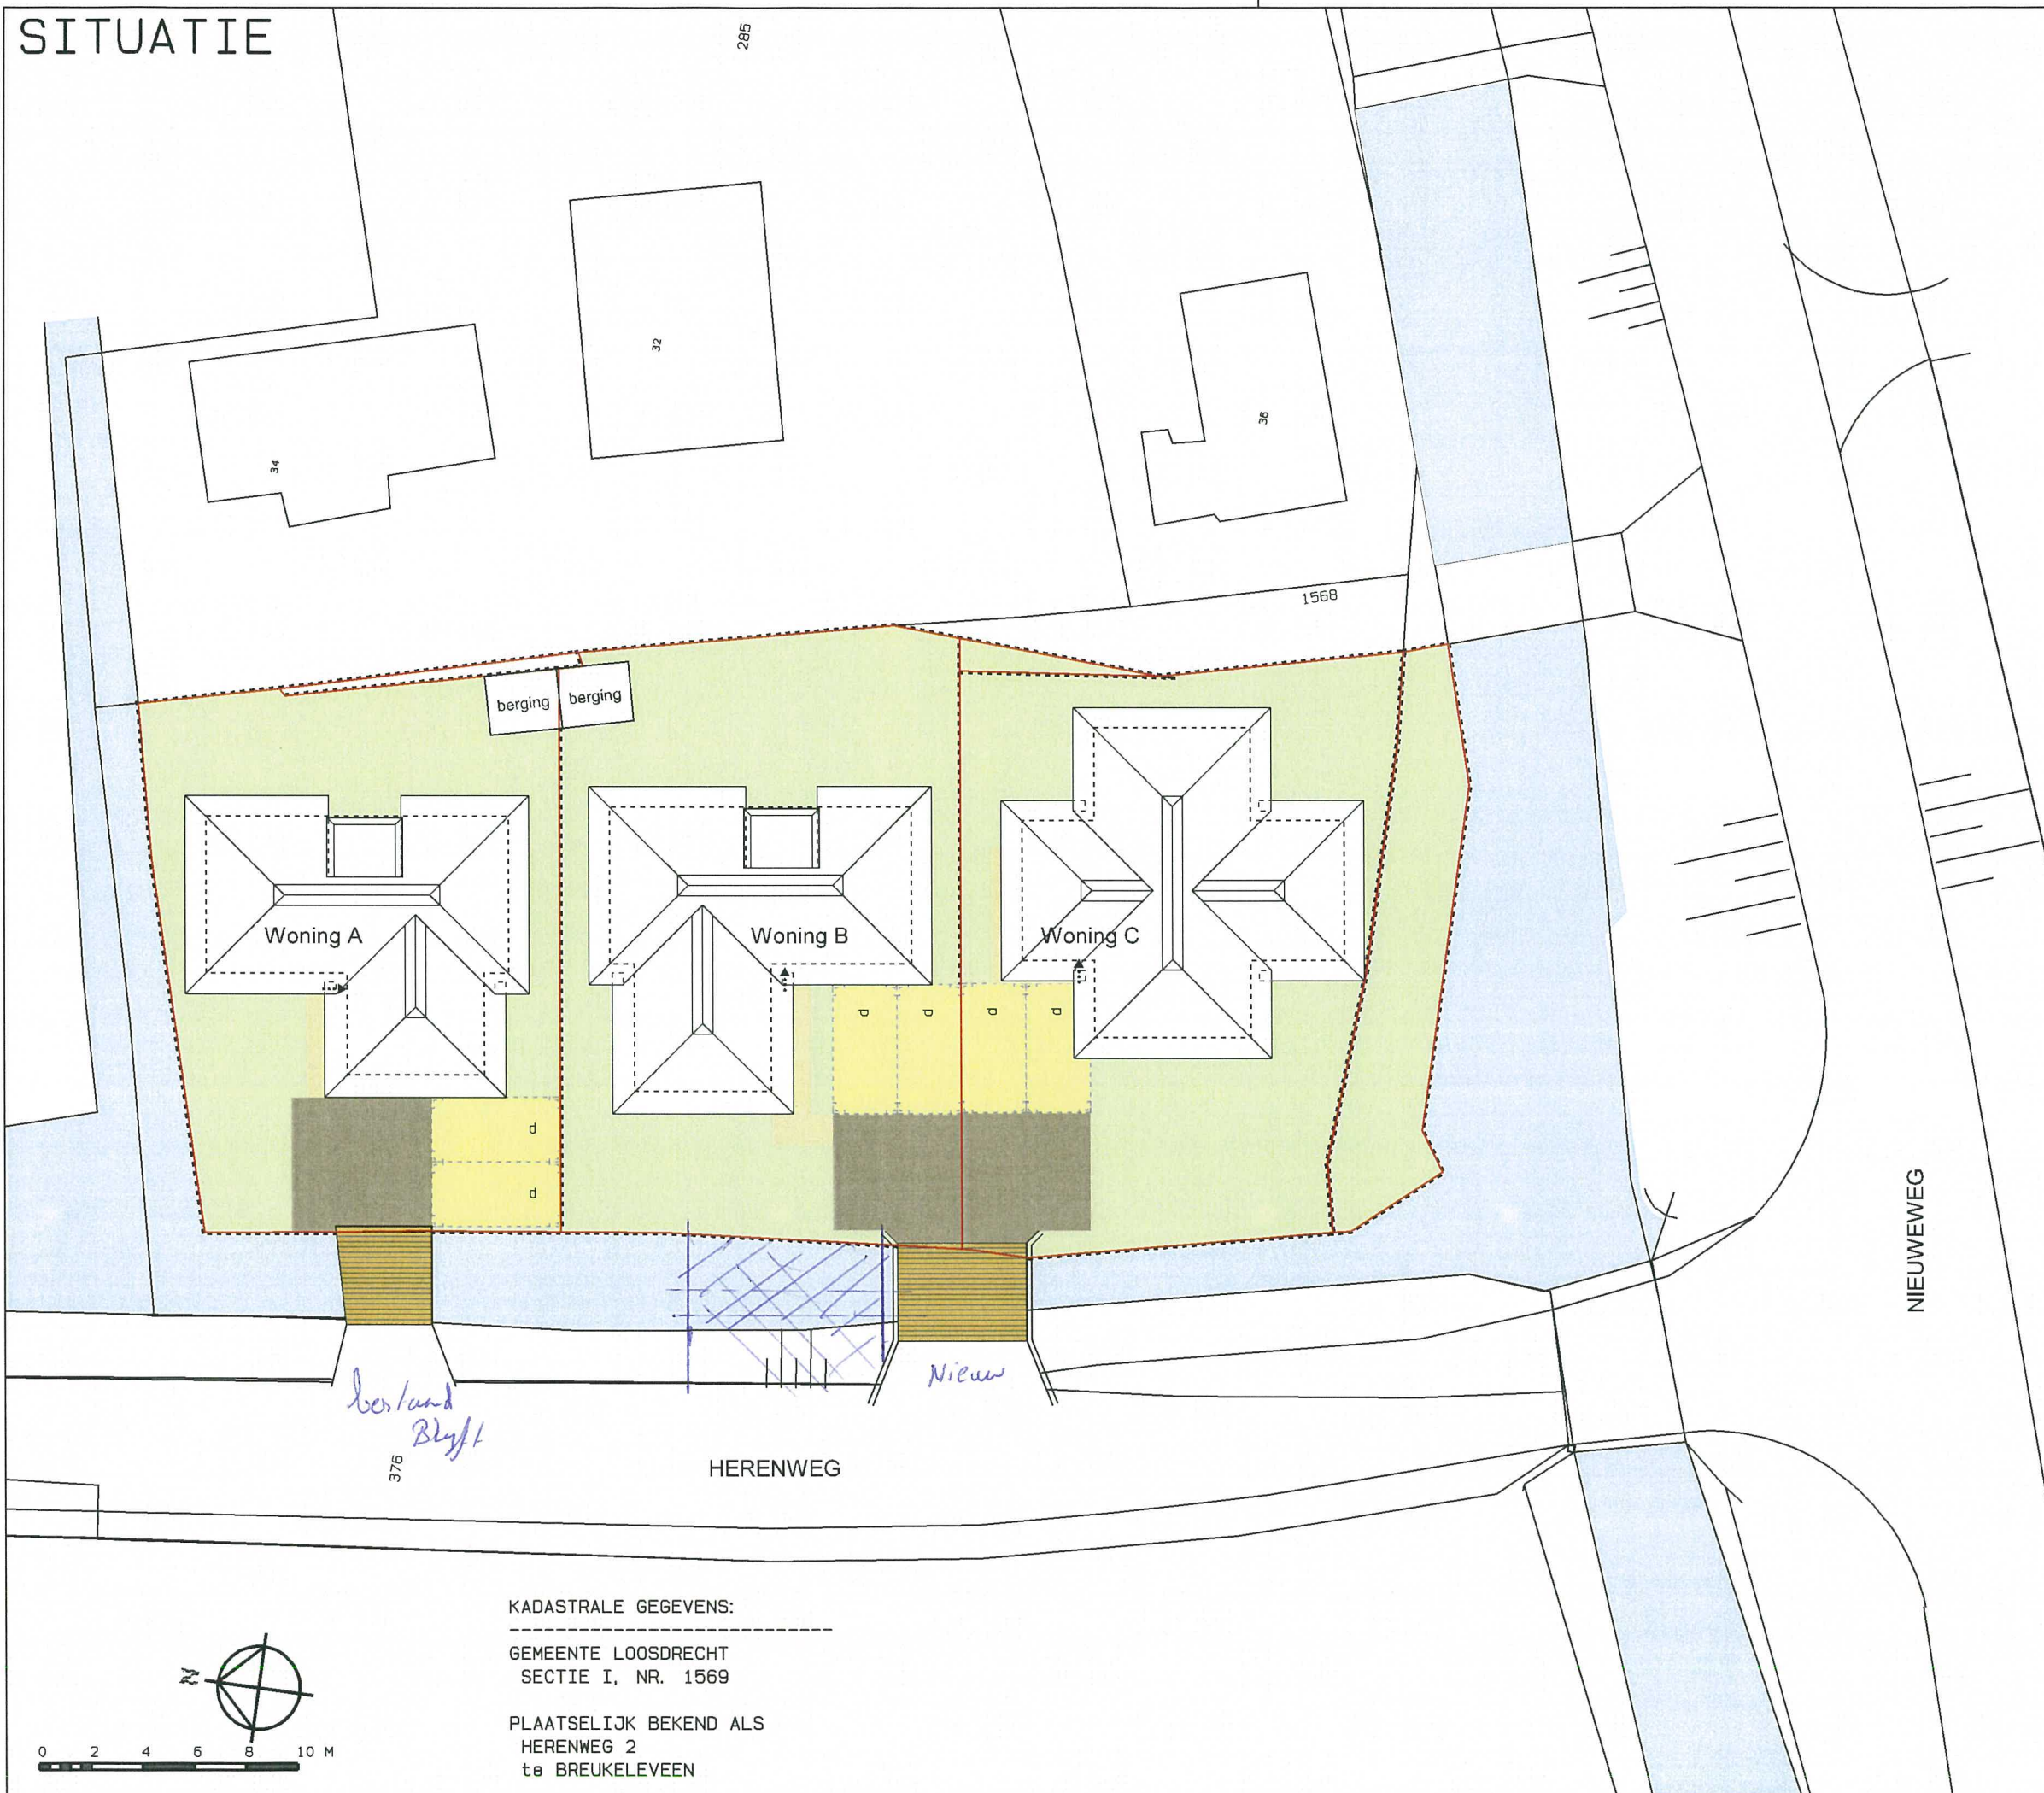 SITUATIE
285
32
34
36
1568
berging
berging
Woning A
Woning B
Woning C
p
p
p
p
p
p
Nieuw
bestaand
Blijft
376
HERENWEG
NIEUWEWEG
KADASTRALE GEGEVENS:
GEMEENTE LOOSDRECHT
SECTIE I, NR. 1569
PLAATSELIJK BEKEND ALS
HERENWEG 2
te BREUKELEVEEN
N
0 2 4 6 8 10 M